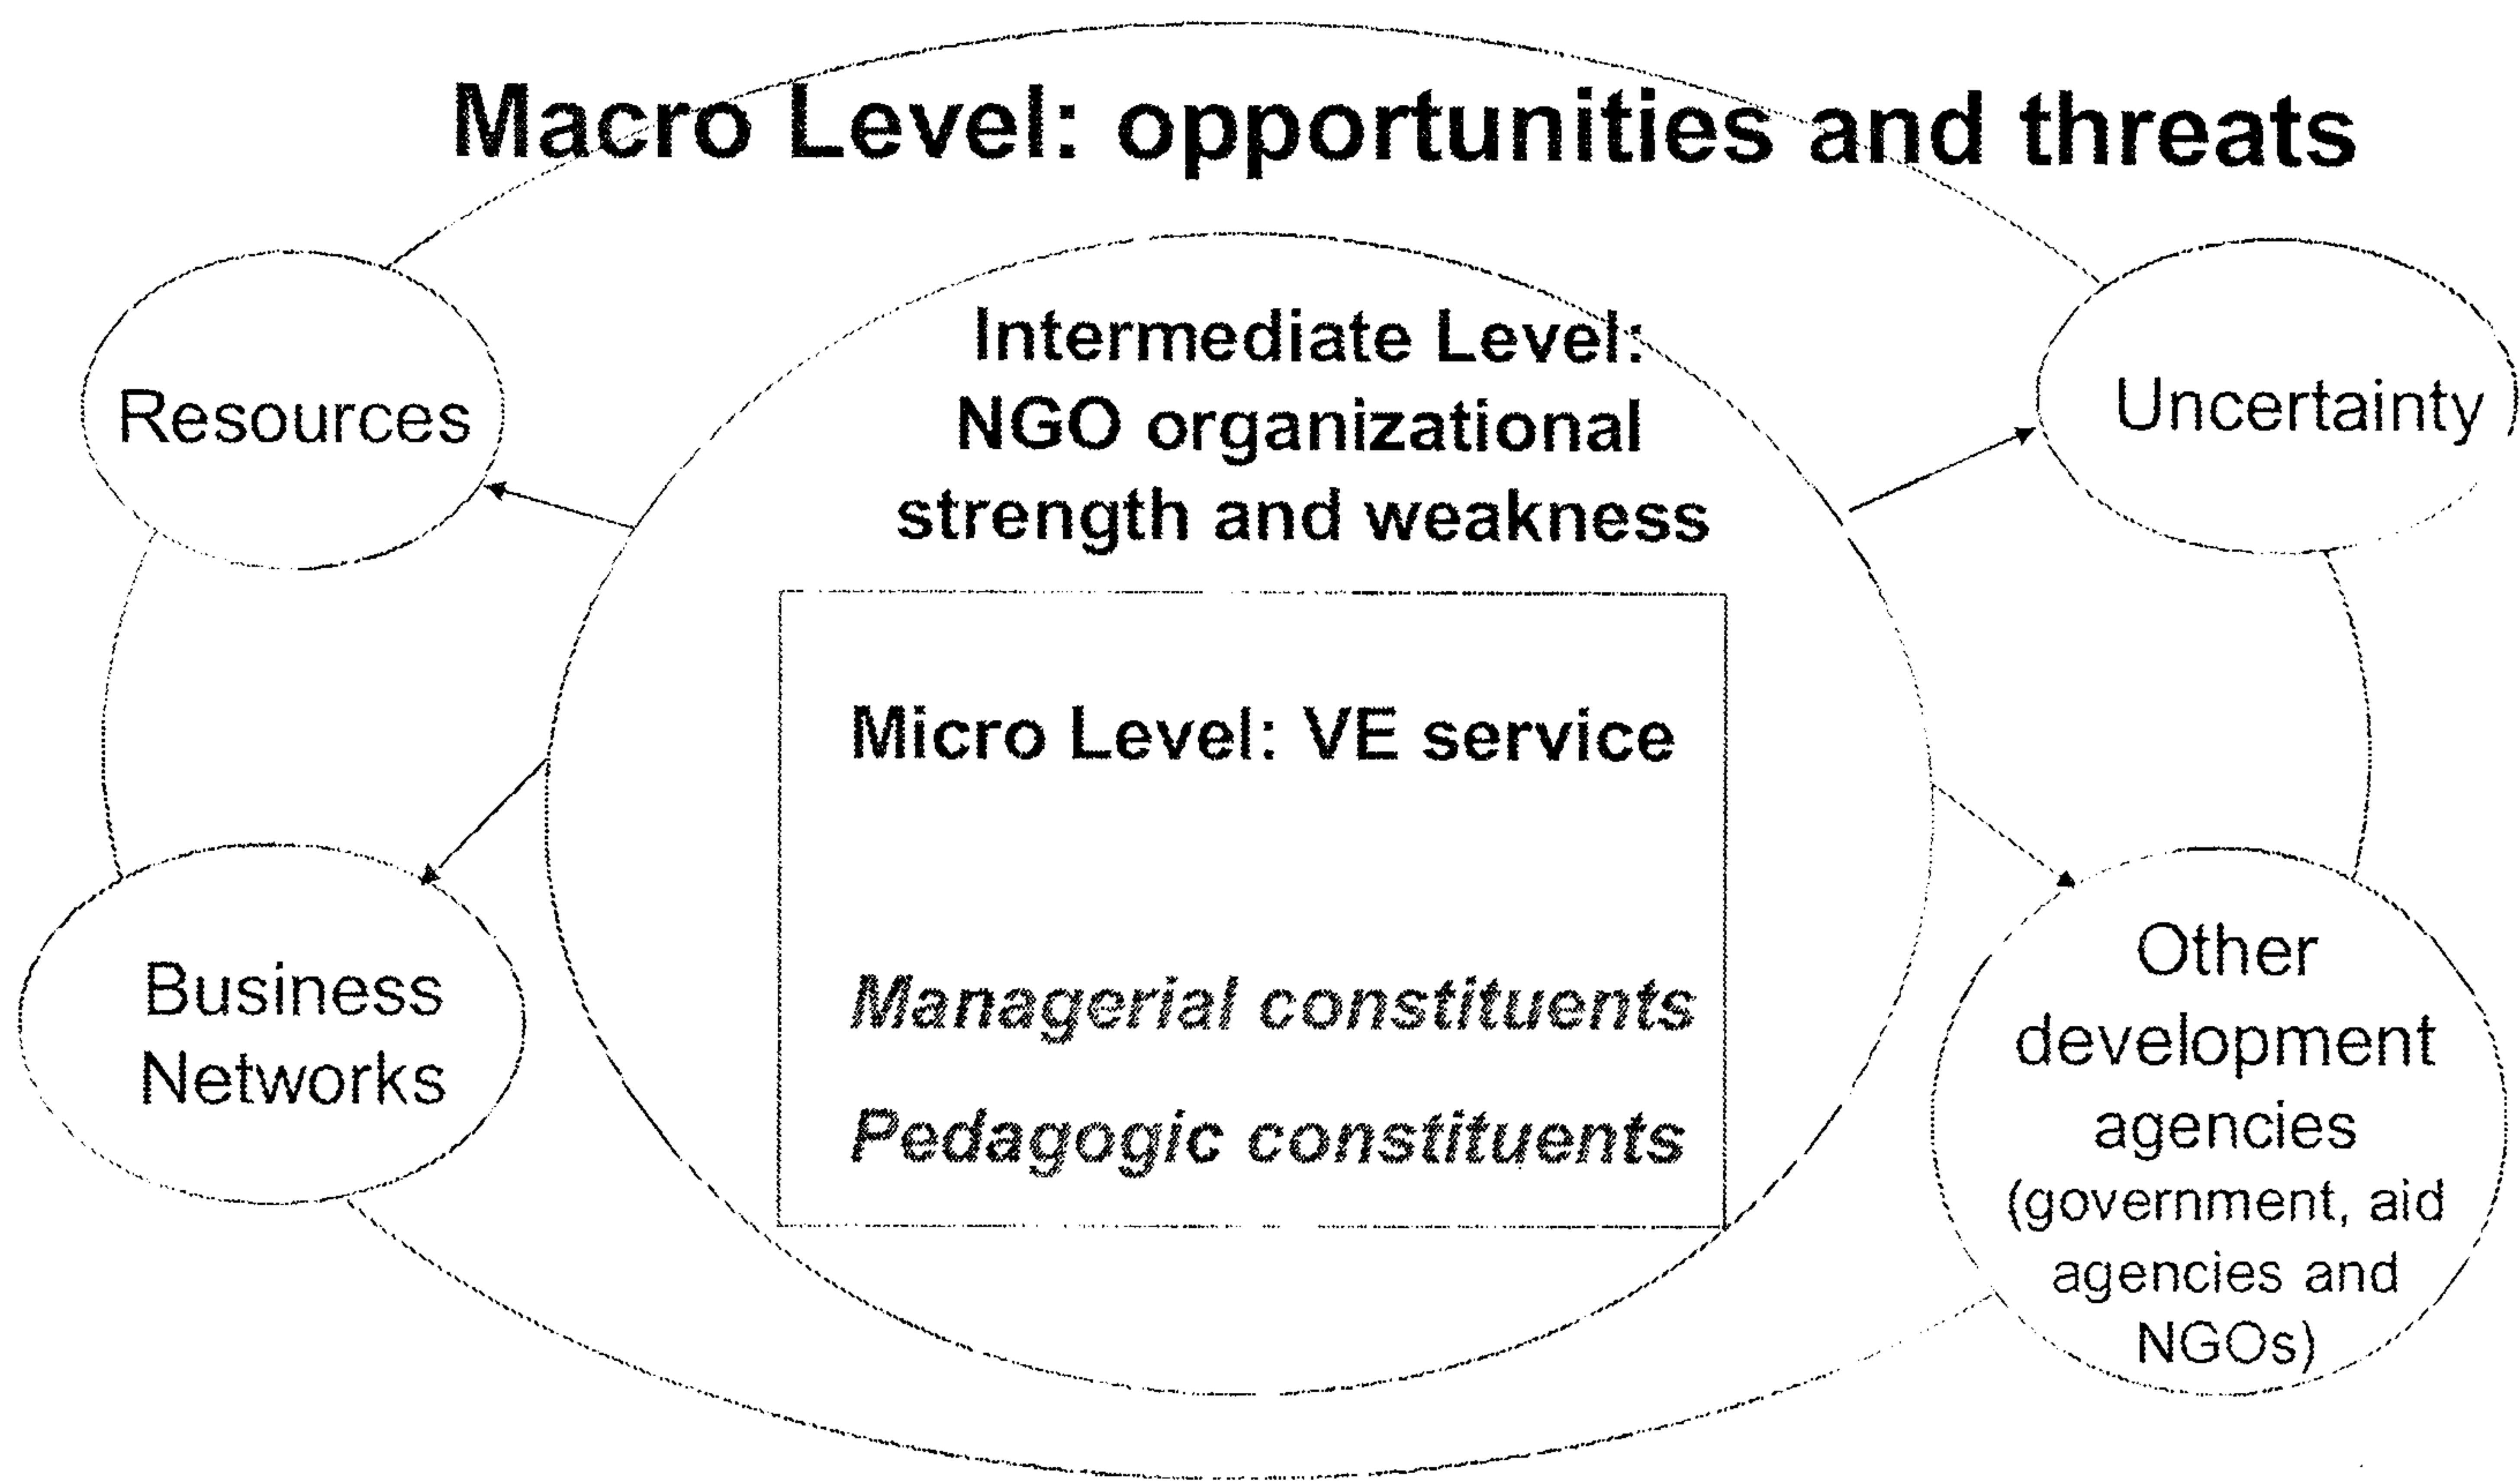 Macro Level: opportunities and threats
Resources
Intermediate Level:
NGO organizational
strength and weakness
Uncertainty
Micro Level: VE service
Managerial constituents
Pedagogic constituents
Business
Networks
Other
development
agencies
(government, aid
agencies and
NGOs)